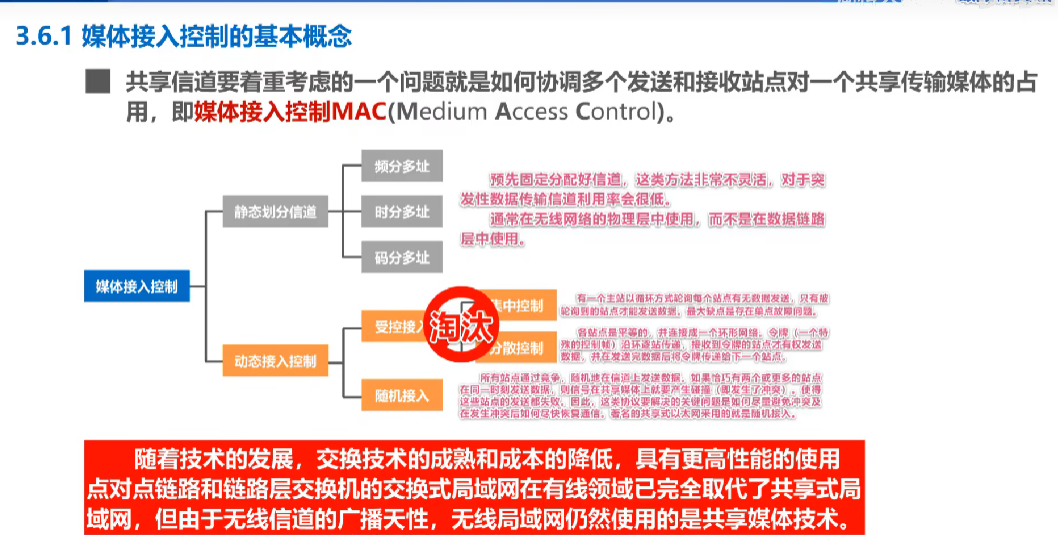 3.6.1 媒体接入控制的基本概念
共享信道要着重考虑的一个问题就是如何协调多个发送和接收站点对一个共享传输媒体的占
用，即媒体接入控制MAC(Medium Access Control)。
频分多址
静态划分信道
时分多址
码分多址
预先固定分配好信道，这类方法非常不灵活，对于突
发性数据传输信道利用率会很低。
通常在无线网络的物理层中使用，而不是在数据链路
层中使用。
媒体接入控制
动态接入控制
受控接入
淘汰
集中控制
有一个主站以循环方式轮询每个站点有无数据发送，只有被
轮询到的站点才能发送数据，最大缺点是存在单点故障问题。
分散控制
各站点是平等的，并连接成一个环形网络。令牌（一个特
殊的控制帧）沿环逐站传递，接收到令牌的站点才有权发送
数据，并在发送完数据后将令牌传递给下一个站点。
随机接入
所有站点通过竞争，随机地在信道上发送数据。如果恰巧有两个或更多的站点
在同一时刻发送数据，则信号在共享媒体上就要产生碰撞（即发生了冲突），使得
这些站点的发送都失败。因此，这类协议要解决的关键问题是如何尽量避免冲突及
在发生冲突后如何尽快恢复通信。著名的共享式以太网采用的就是随机接入。
随着技术的发展，交换技术的成熟和成本的降低，具有更高性能的使用
点对点链路和链路层交换机的交换式局域网在有线领域已完全取代了共享式局
域网，但由于无线信道的广播天性，无线局域网仍然使用的是共享媒体技术。